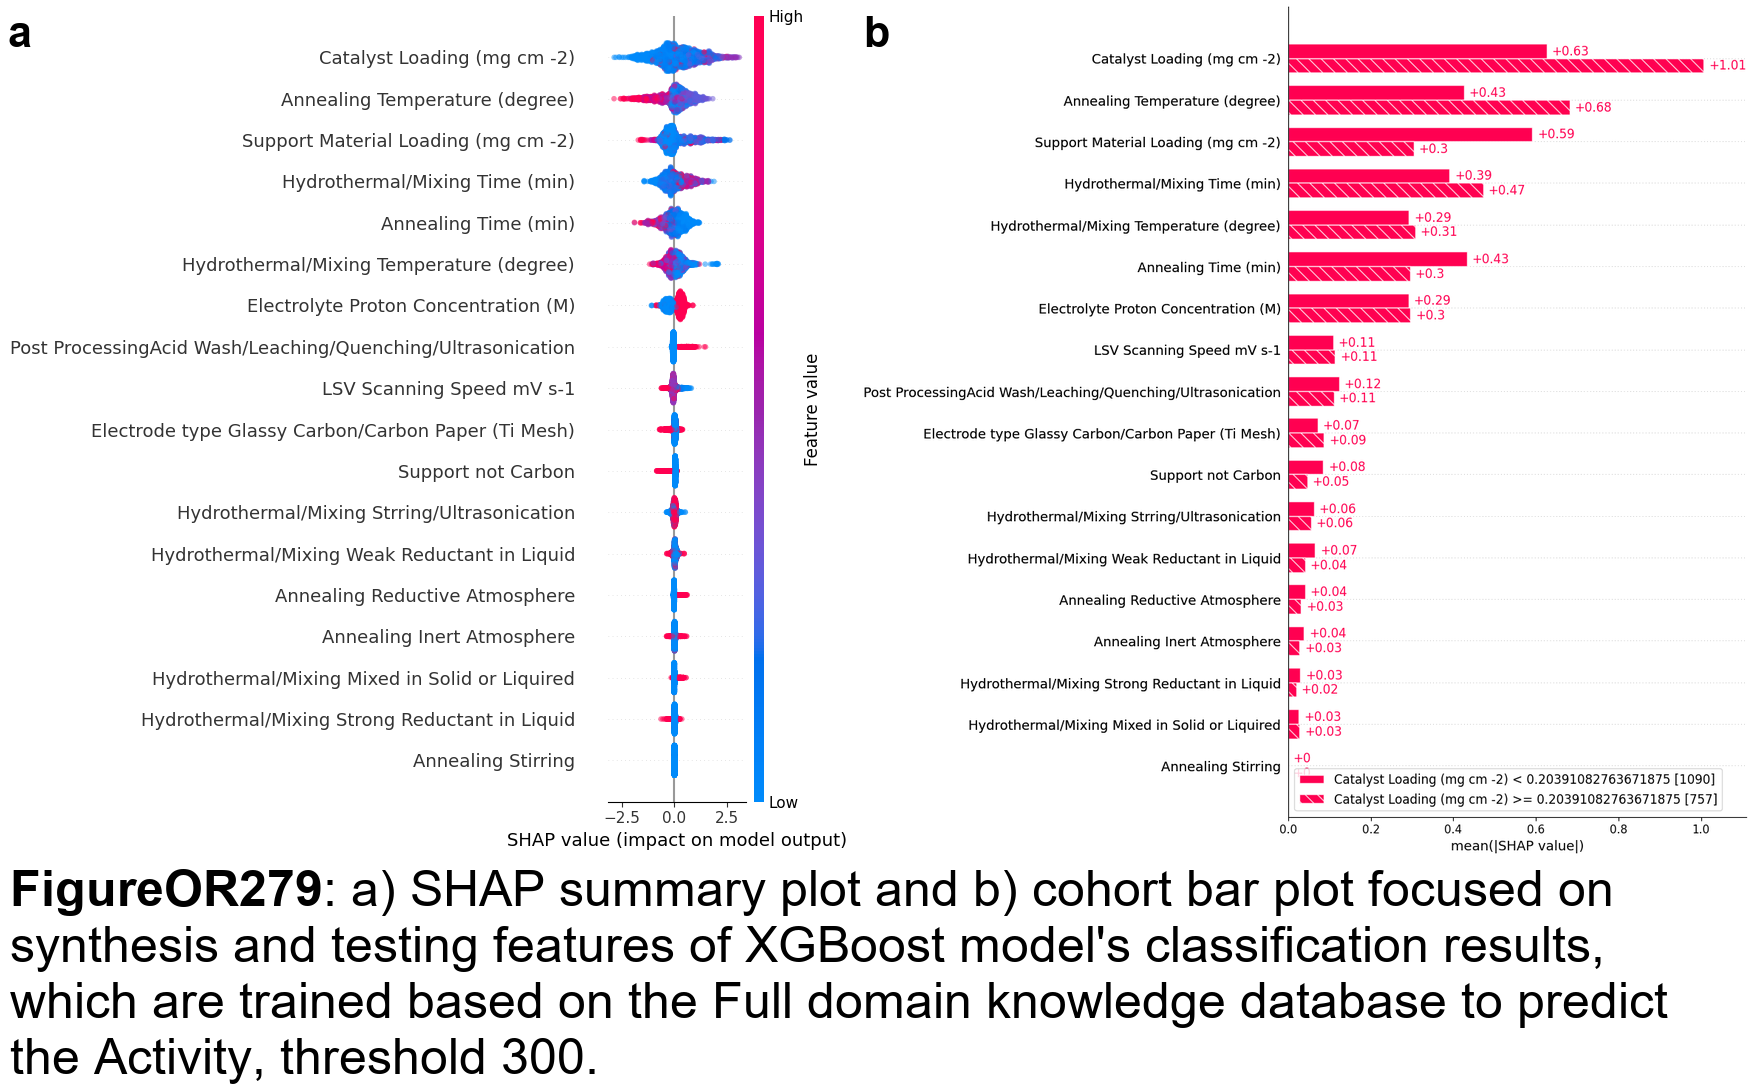 a
High
Catalyst Loading (mg cm -2)
Annealing Temperature (degree)
Support Material Loading (mg cm -2)
Hydrothermal/Mixing Time (min)
Annealing Time (min)
Hydrothermal/Mixing Temperature (degree)
Electrolyte Proton Concentration (M)
Post ProcessingAcid Wash/Leaching/Quenching/Ultrasonication
LSV Scanning Speed mV s-1
Electrode type Glassy Carbon/Carbon Paper (Ti Mesh)
Support not Carbon
Hydrothermal/Mixing Strring/Ultrasonication
Hydrothermal/Mixing Weak Reductant in Liquid
Annealing Reductive Atmosphere
Annealing Inert Atmosphere
Hydrothermal/Mixing Mixed in Solid or Liquired
Hydrothermal/Mixing Strong Reductant in Liquid
Annealing Stirring
Low
Feature value
−2.5 0.0 2.5
SHAP value (impact on model output)
b
Catalyst Loading (mg cm -2) +0.63
+1.01
Annealing Temperature (degree) +0.43
+0.68
Support Material Loading (mg cm -2) +0.59
+0.3
Hydrothermal/Mixing Time (min) +0.39
+0.47
Hydrothermal/Mixing Temperature (degree) +0.29
+0.31
Annealing Time (min) +0.43
+0.3
Electrolyte Proton Concentration (M) +0.29
+0.3
LSV Scanning Speed mV s-1 +0.11
+0.11
Post ProcessingAcid Wash/Leaching/Quenching/Ultrasonication +0.12
+0.11
Electrode type Glassy Carbon/Carbon Paper (Ti Mesh) +0.07
+0.09
Support not Carbon +0.08
+0.05
Hydrothermal/Mixing Strring/Ultrasonication +0.06
+0.06
Hydrothermal/Mixing Weak Reductant in Liquid +0.07
+0.04
Annealing Reductive Atmosphere +0.04
+0.03
Annealing Inert Atmosphere +0.04
+0.03
Hydrothermal/Mixing Strong Reductant in Liquid +0.03
+0.02
Hydrothermal/Mixing Mixed in Solid or Liquired +0.03
+0.03
Annealing Stirring +0
Catalyst Loading (mg cm -2) < 0.20391082763671875 [1090]
Catalyst Loading (mg cm -2) >= 0.20391082763671875 [757]
0.0 0.2 0.4 0.6 0.8 1.0
mean(|SHAP value|)
FigureOR279: a) SHAP summary plot and b) cohort bar plot focused on
synthesis and testing features of XGBoost model's classification results,
which are trained based on the Full domain knowledge database to predict
the Activity, threshold 300.